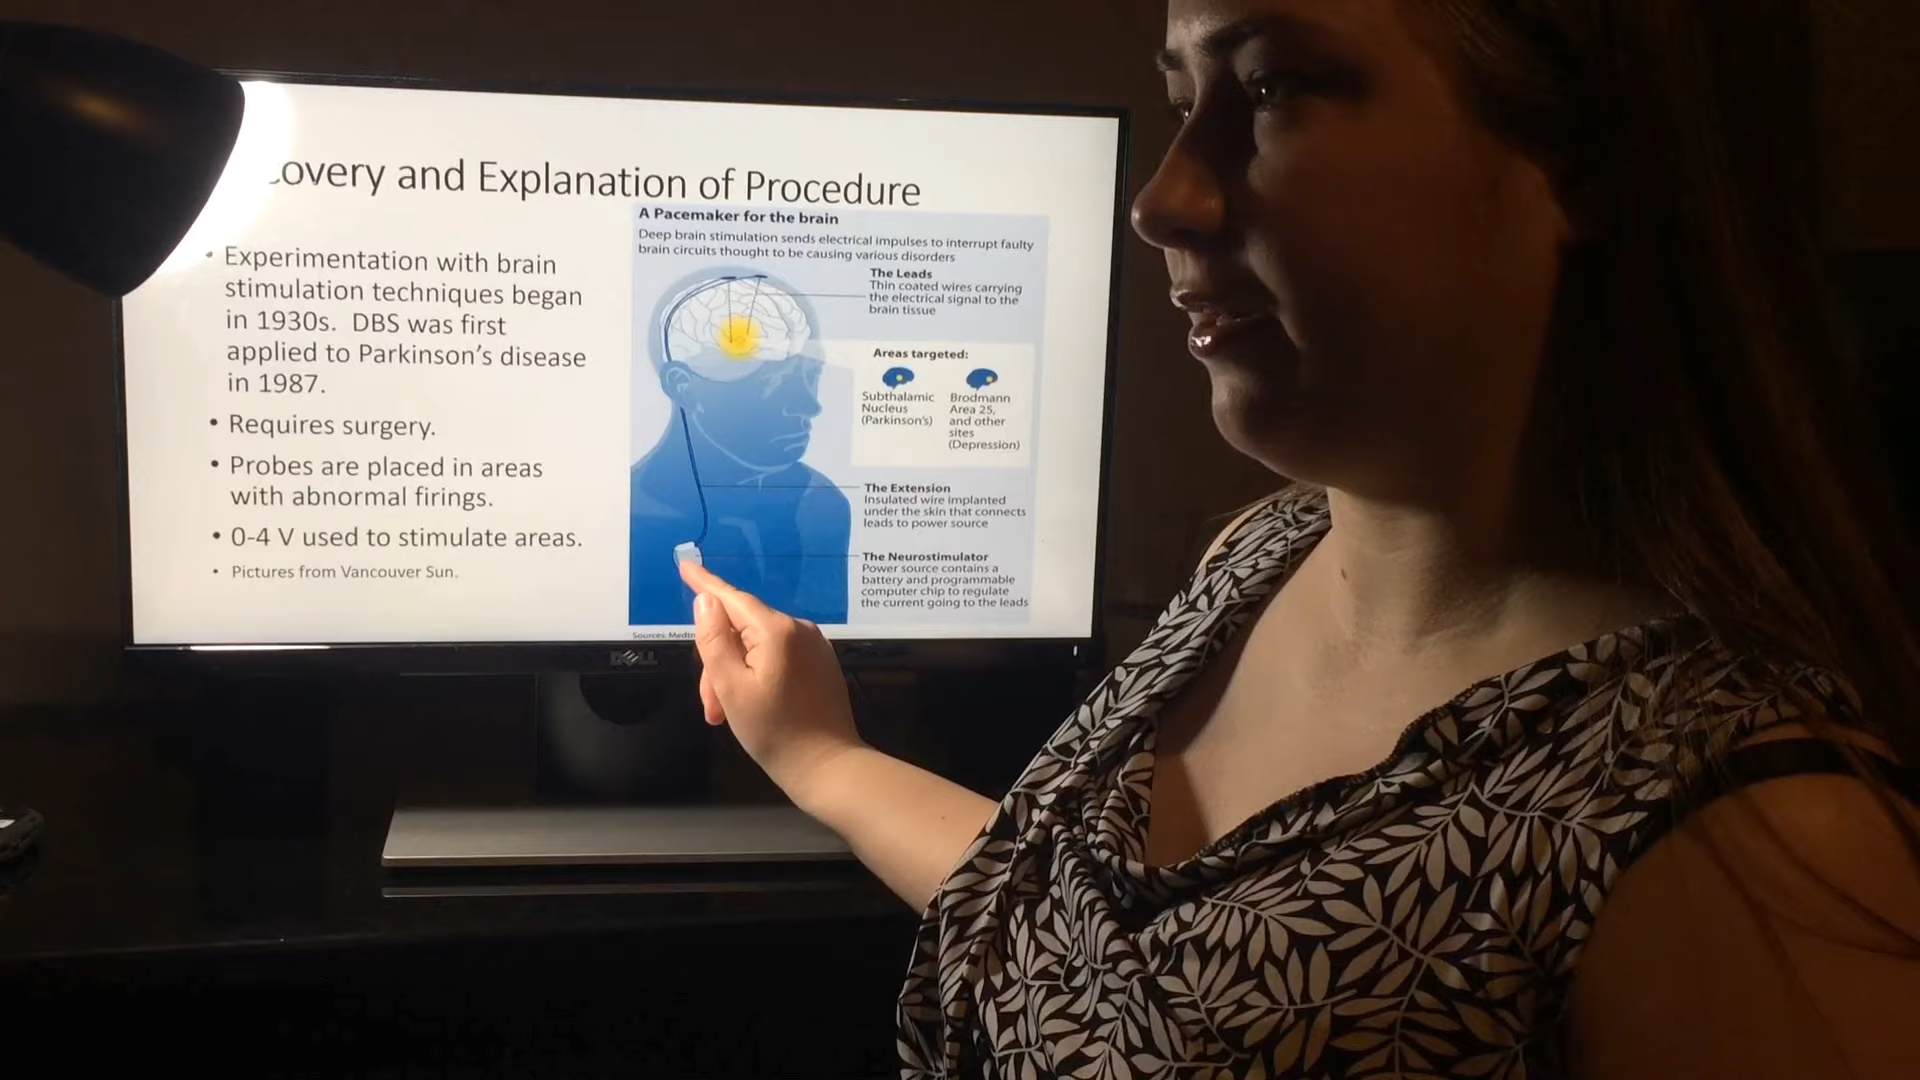 covery and Explanation of Procedure
• Experimentation with brain
stimulation techniques began
in 1930s. DBS was first
applied to Parkinson's disease
in 1987.
• Requires surgery.
• Probes are placed in areas
with abnormal firings.
• 0-4 V used to stimulate areas.
• Pictures from Vancouver Sun.
A Pacemaker for the brain
Deep brain stimulation sends electrical impulses to interrupt faulty
brain circuits thought to be causing various disorders
The Leads
Thin coated wires carrying
the electrical signal to the
brain tissue
Areas targeted:
Subthalamic
Nucleus
(Parkinson's)
Brodmann
Area 25,
and other
sites
(Depression)
The Extension
Insulated wire implanted
under the skin that connects
leads to power source
The Neurostimulator
Power source contains a
battery and programmable
computer chip to regulate
the current going to the leads
Sources:
DELL